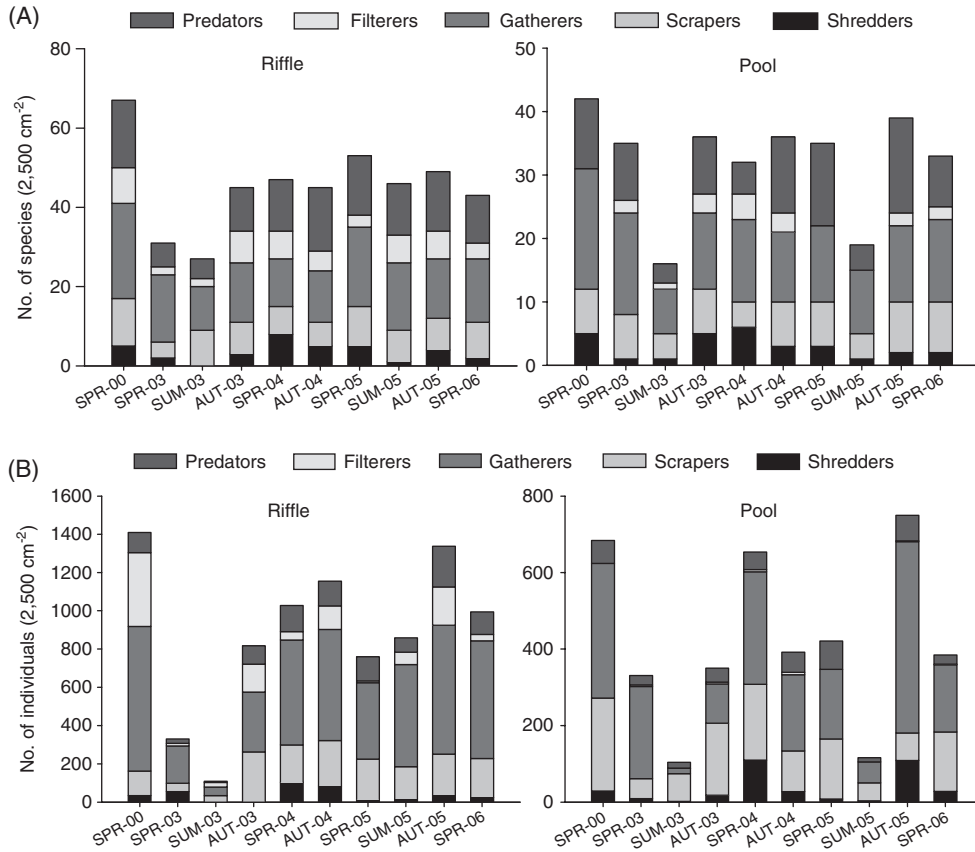 (A)
Predators Filterers Gatherers Scrapers Shredders
Riffle
No. of species (2,500 cm⁻²)
80
60
40
20
0
SPR-00 SPR-03 SUM-03 AUT-03 SPR-04 AUT-04 SPR-05 SUM-05 AUT-05 SPR-06
Pool
50
40
30
20
10
0
SPR-00 SPR-03 SUM-03 AUT-03 SPR-04 AUT-04 SPR-05 SUM-05 AUT-05 SPR-06
(B)
Predators Filterers Gatherers Scrapers Shredders
Riffle
No. of individuals (2,500 cm⁻²)
1600
1400
1200
1000
800
600
400
200
0
SPR-00 SPR-03 SUM-03 AUT-03 SPR-04 AUT-04 SPR-05 SUM-05 AUT-05 SPR-06
Pool
800
600
400
200
0
SPR-00 SPR-03 SUM-03 AUT-03 SPR-04 AUT-04 SPR-05 SUM-05 AUT-05 SPR-06